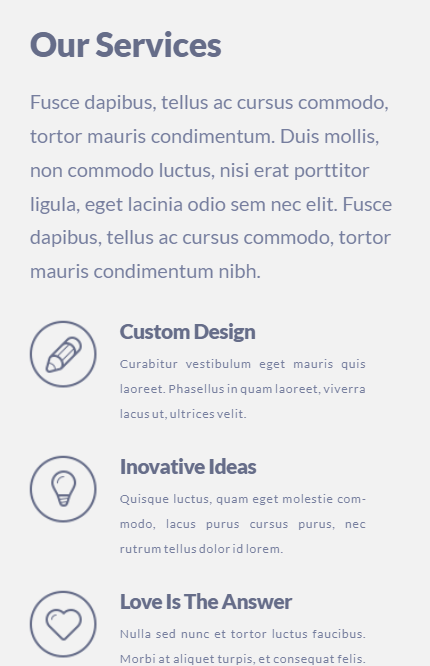 Our Services
Fusce dapibus, tellus ac cursus commodo,
tortor mauris condimentum. Duis mollis,
non commodo luctus, nisi erat porttitor
ligula, eget lacinia odio sem nec elit. Fusce
dapibus, tellus ac cursus commodo, tortor
mauris condimentum nibh.
Custom Design
Curabitur vestibulum eget mauris quis
laoreet. Phasellus in quam laoreet, viverra
lacus ut, ultrices velit.
Inovative Ideas
Quisque luctus, quam eget molestie com-
modo, lacus purus cursus purus, nec
rutrum tellus dolor id lorem.
Love Is The Answer
Nulla sed nunc et tortor luctus faucibus.
Morbi at aliquet turpis, et consequat felis.